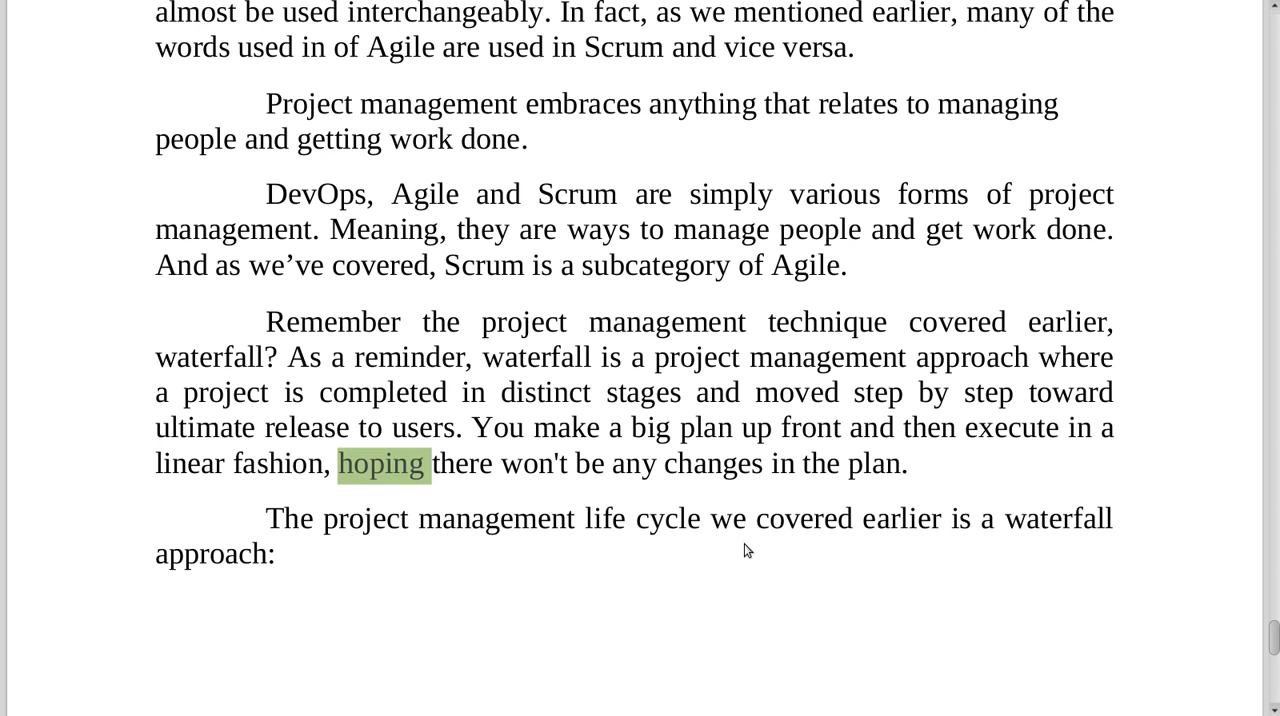 almost be used interchangeably. In fact, as we mentioned earlier, many of the
words used in of Agile are used in Scrum and vice versa.
Project management embraces anything that relates to managing
people and getting work done.
DevOps, Agile and Scrum are simply various forms of project
management. Meaning, they are ways to manage people and get work done.
And as we’ve covered, Scrum is a subcategory of Agile.
Remember the project management technique covered earlier,
waterfall? As a reminder, waterfall is a project management approach where
a project is completed in distinct stages and moved step by step toward
ultimate release to users. You make a big plan up front and then execute in a
linear fashion, hoping there won't be any changes in the plan.
The project management life cycle we covered earlier is a waterfall
approach: